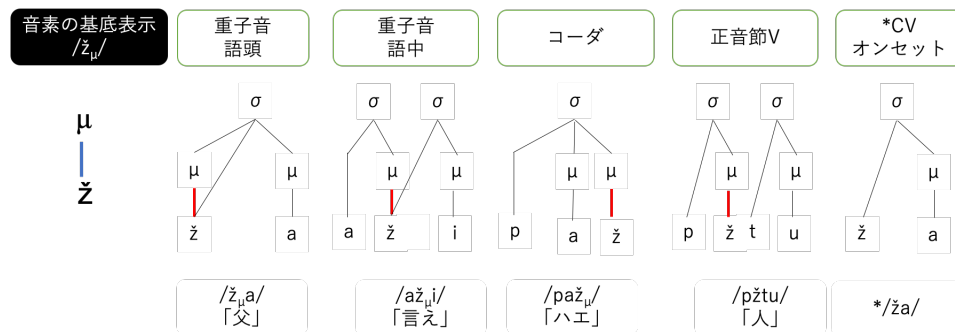 音素の基底表示
/žμ/
重子音
語頭
重子音
語中
コーダ
正音節V
*CV
オンセット
μ
ž
σ
μ μ
ž a
σ σ
μ μ
a ž i
σ
μ μ
p a ž
σ σ
μ μ
p ž t u
σ
μ
ž a
/žμa/
「父」
/ažμi/
「言え」
/pažμ/
「ハエ」
/pžtu/
「人」
*/ža/